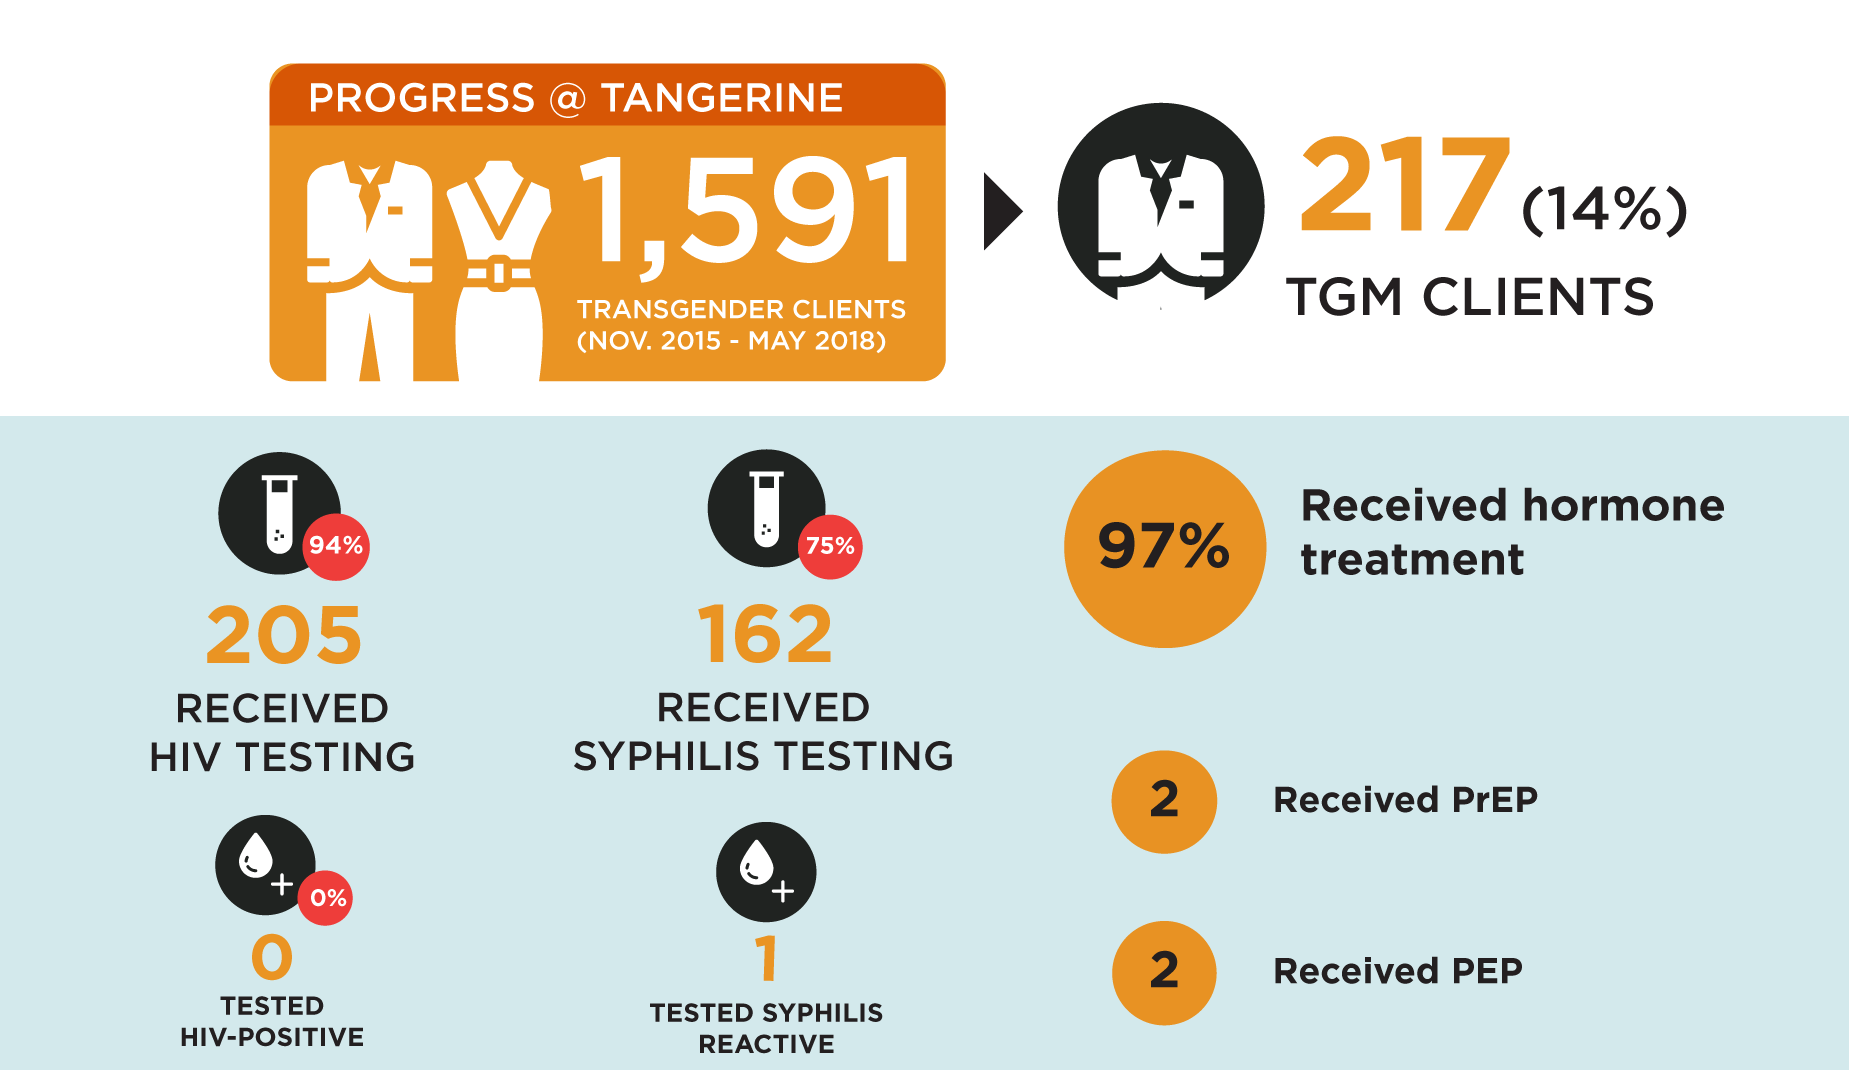 PROGRESS @ TANGERINE
1,591
TRANSGENDER CLIENTS
(NOV. 2015 - MAY 2018)
217 (14%)
TGM CLIENTS
94%
205
RECEIVED
HIV TESTING
0%
0
TESTED
HIV-POSITIVE
75%
162
RECEIVED
SYPHILIS TESTING
1
TESTED SYPHILIS
REACTIVE
97%
Received hormone
treatment
2
Received PrEP
2
Received PEP